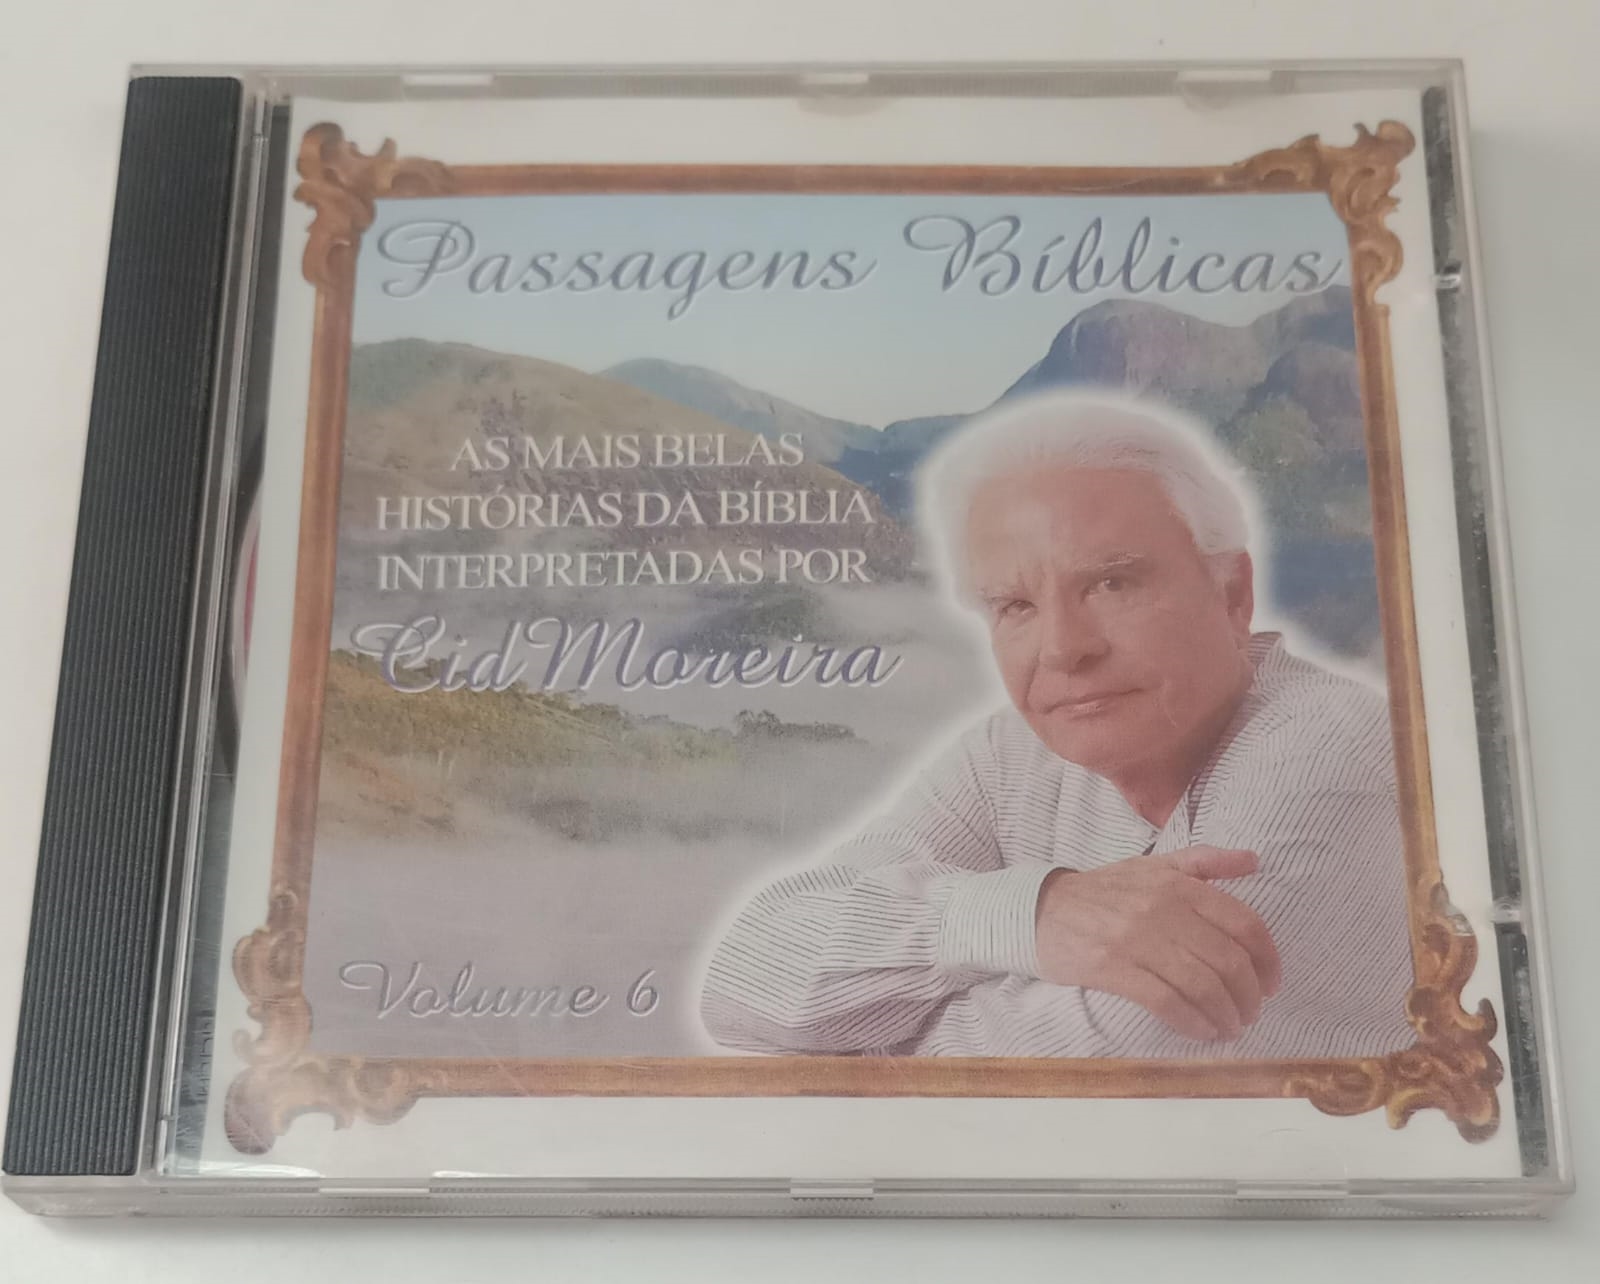 Passagens Bíblicas
AS MAIS BELAS
HISTÓRIAS DA BÍBLIA
INTERPRETADAS POR
Cid Moreira
Volume 6